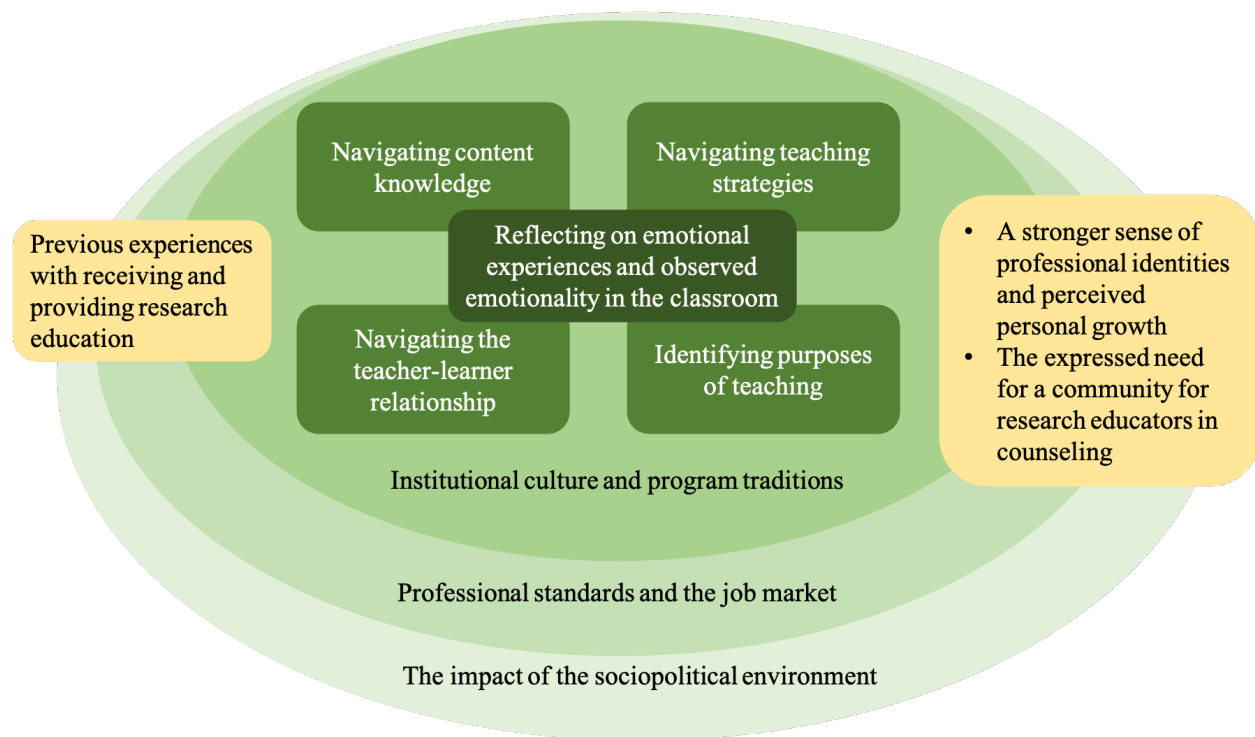 Navigating content
knowledge
Navigating teaching
strategies
Previous experiences
with receiving and
providing research
education
Reflecting on emotional
experiences and observed
emotionality in the classroom
• A stronger sense of
professional identities
and perceived
personal growth
• The expressed need
for a community for
research educators in
counseling
Navigating the
teacher-learner
relationship
Identifying purposes
of teaching
Institutional culture and program traditions
Professional standards and the job market
The impact of the sociopolitical environment